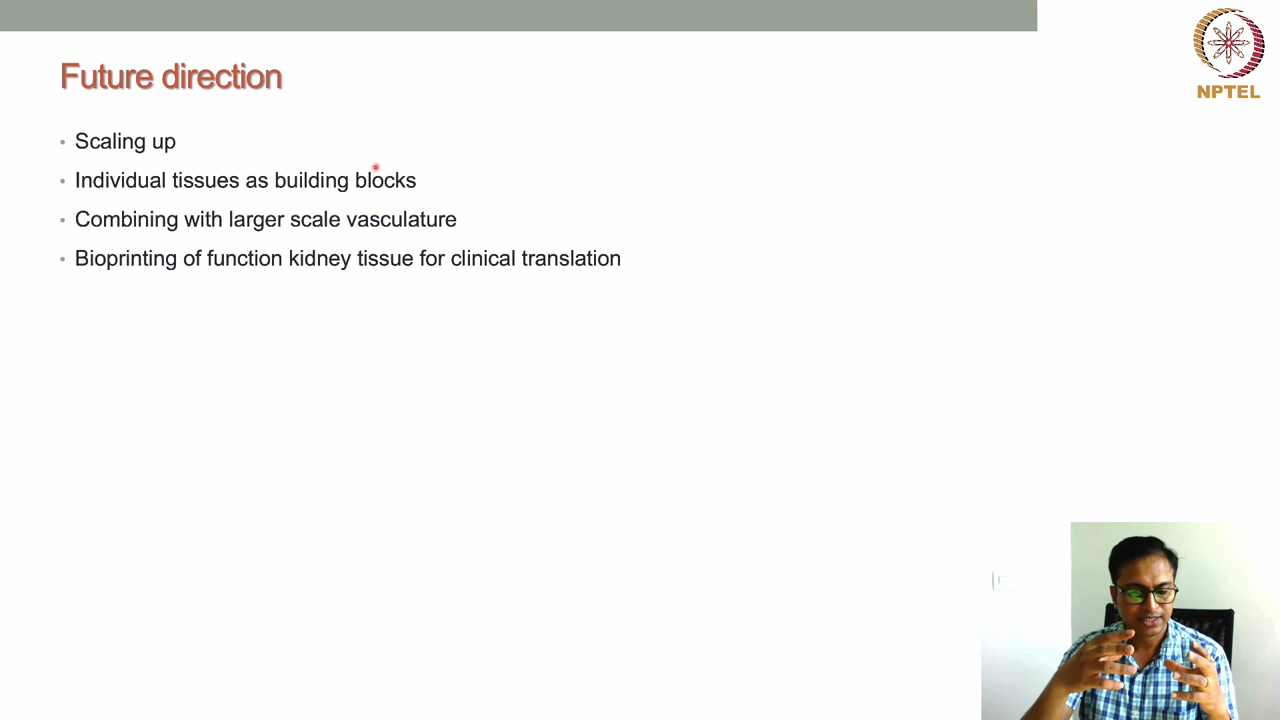 Future direction
NPTEL
• Scaling up
• Individual tissues as building blocks
• Combining with larger scale vasculature
• Bioprinting of function kidney tissue for clinical translation